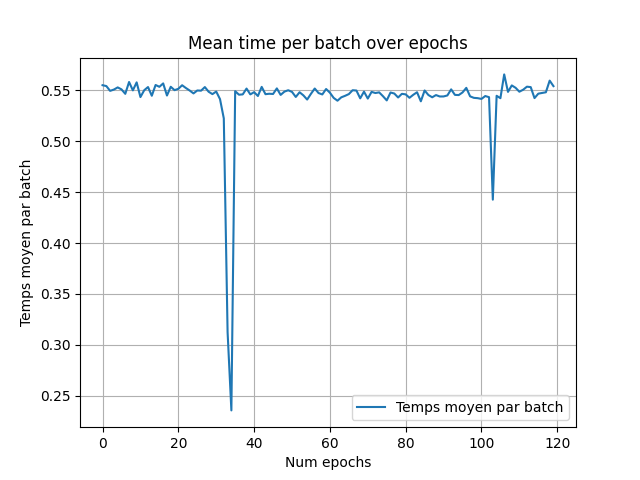 Mean time per batch over epochs
Temps moyen par batch
0.55
0.50
0.45
0.40
0.35
0.30
0.25
Temps moyen par batch
0 20 40 60 80 100 120
Num epochs